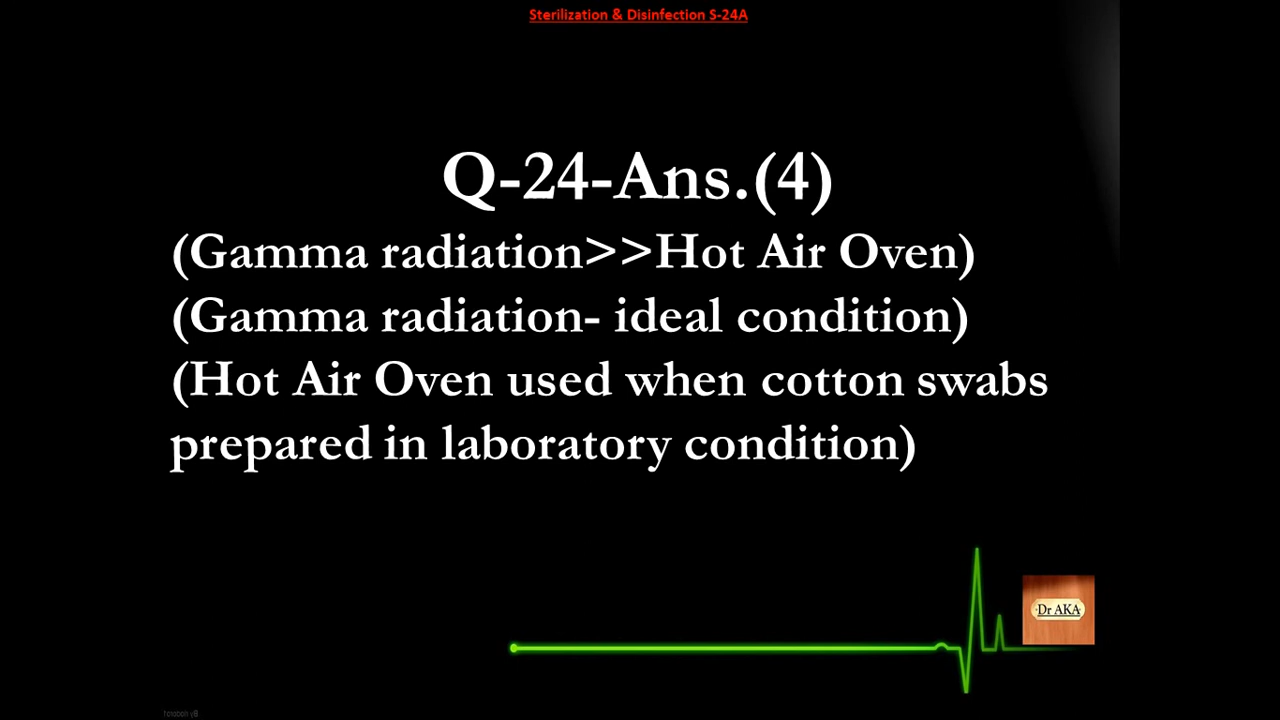 Sterilization & Disinfection S-24A
Q-24-Ans.(4)
(Gamma radiation>>Hot Air Oven)
(Gamma radiation- ideal condition)
(Hot Air Oven used when cotton swabs
prepared in laboratory condition)
Dr AKA